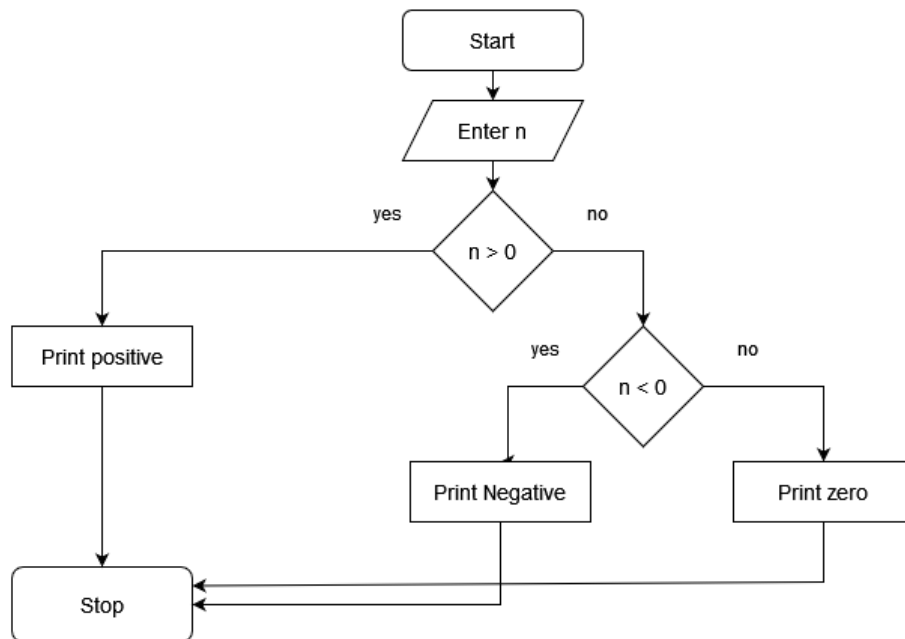 Start
Enter n
yes
no
n > 0
Print positive
yes
no
n < 0
Print Negative
Print zero
Stop